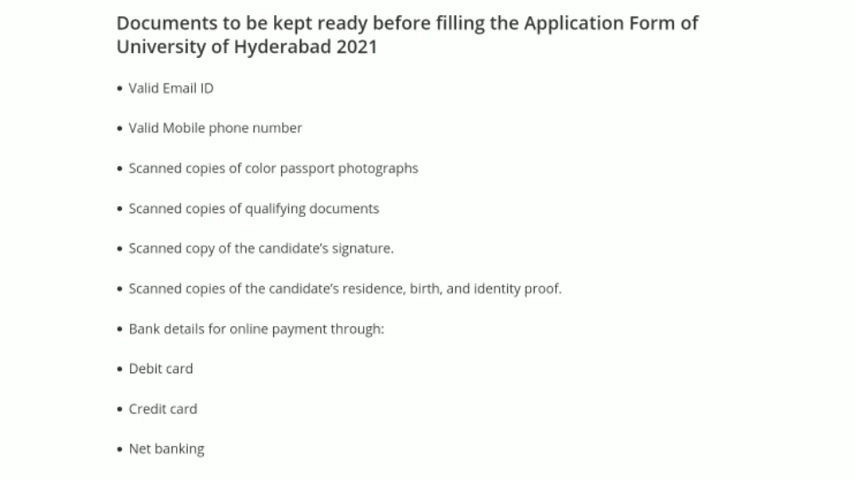 Documents to be kept ready before filling the Application Form of
University of Hyderabad 2021
• Valid Email ID
• Valid Mobile phone number
• Scanned copies of color passport photographs
• Scanned copies of qualifying documents
• Scanned copy of the candidate's signature.
• Scanned copies of the candidate's residence, birth, and identity proof.
• Bank details for online payment through:
• Debit card
• Credit card
• Net banking